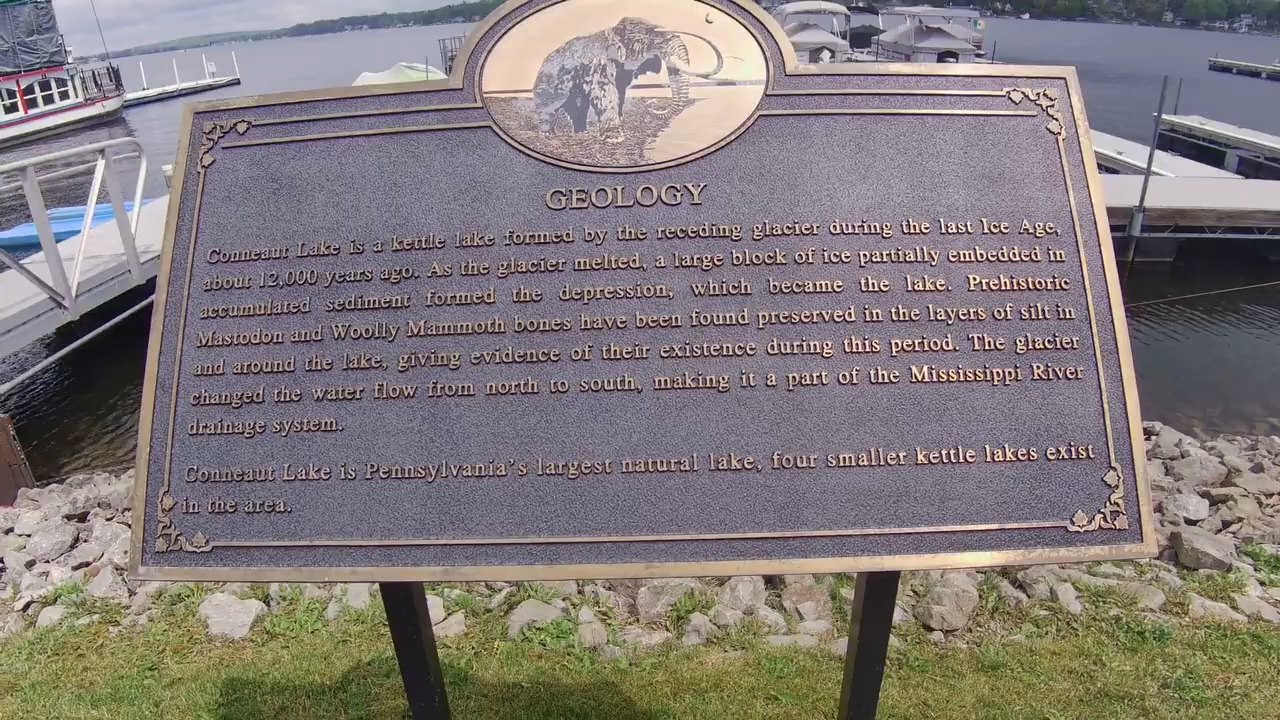 GEOLOGY
Conneaut Lake is a kettle lake formed by the receding glacier during the last Ice Age,
about 12,000 years ago. As the glacier melted, a large block of ice partially embedded in
accumulated sediment formed the depression, which became the lake. Prehistoric
Mastodon and Woolly Mammoth bones have been found preserved in the layers of silt in
and around the lake, giving evidence of their existence during this period. The glacier
changed the water flow from north to south, making it a part of the Mississippi River
drainage system.
Conneaut Lake is Pennsylvania's largest natural lake, four smaller kettle lakes exist
in the area.